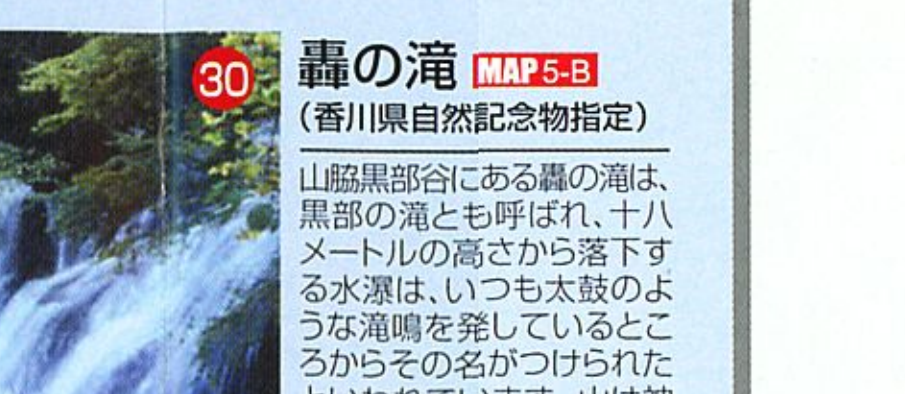 30
轟の滝 MAP 5-B
(香川県自然記念物指定)
山脇黒部谷にある轟の滝は、
黒部の滝とも呼ばれ、十八
メートルの高さから落下す
る水瀑は、いつも太鼓のよ
うな滝鳴を発しているとこ
ろからその名がつけられた